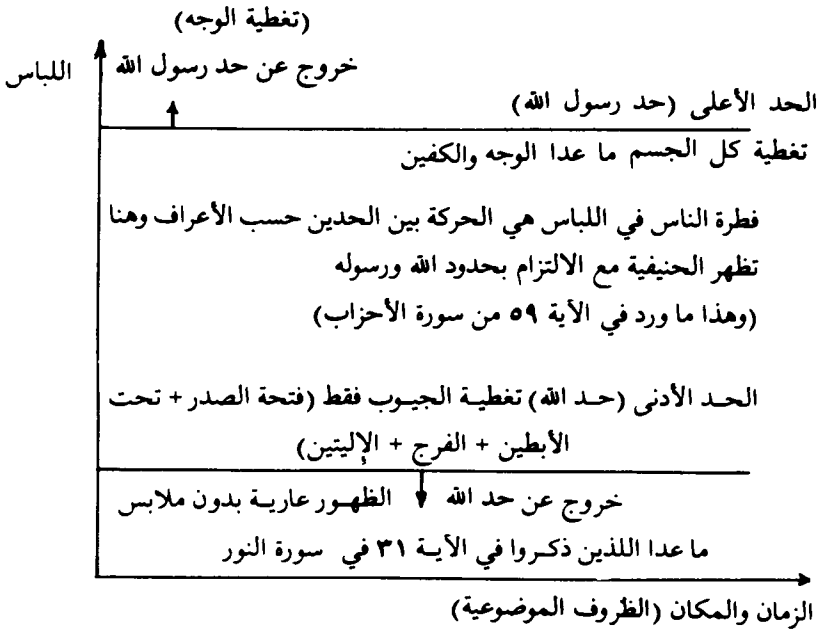 (تغطية الوجه)
خروج عن حد رسول الله
اللباس
الحد الأعلى (حد رسول الله)
تغطية كل الجسم ما عدا الوجه والكفين
فطرة الناس في اللباس هي الحركة بين الحدين حسب الأعراف وهنا
تظهر الحنيفية مع الالتزام بحدود الله ورسوله
(وهذا ما ورد في الآية ٥٩ من سورة الأحزاب)
الحد الأدنى (حد الله) تغطية الجيوب فقط (فتحة الصدر + تحت
الأبطين + الفرج + الإليتين)
خروج عن حد الله الظهور عارية بدون ملابس
ما عدا اللذين ذكروا في الآية ٣١ في سورة النور
الزمان والمكان (الظروف الموضوعية)